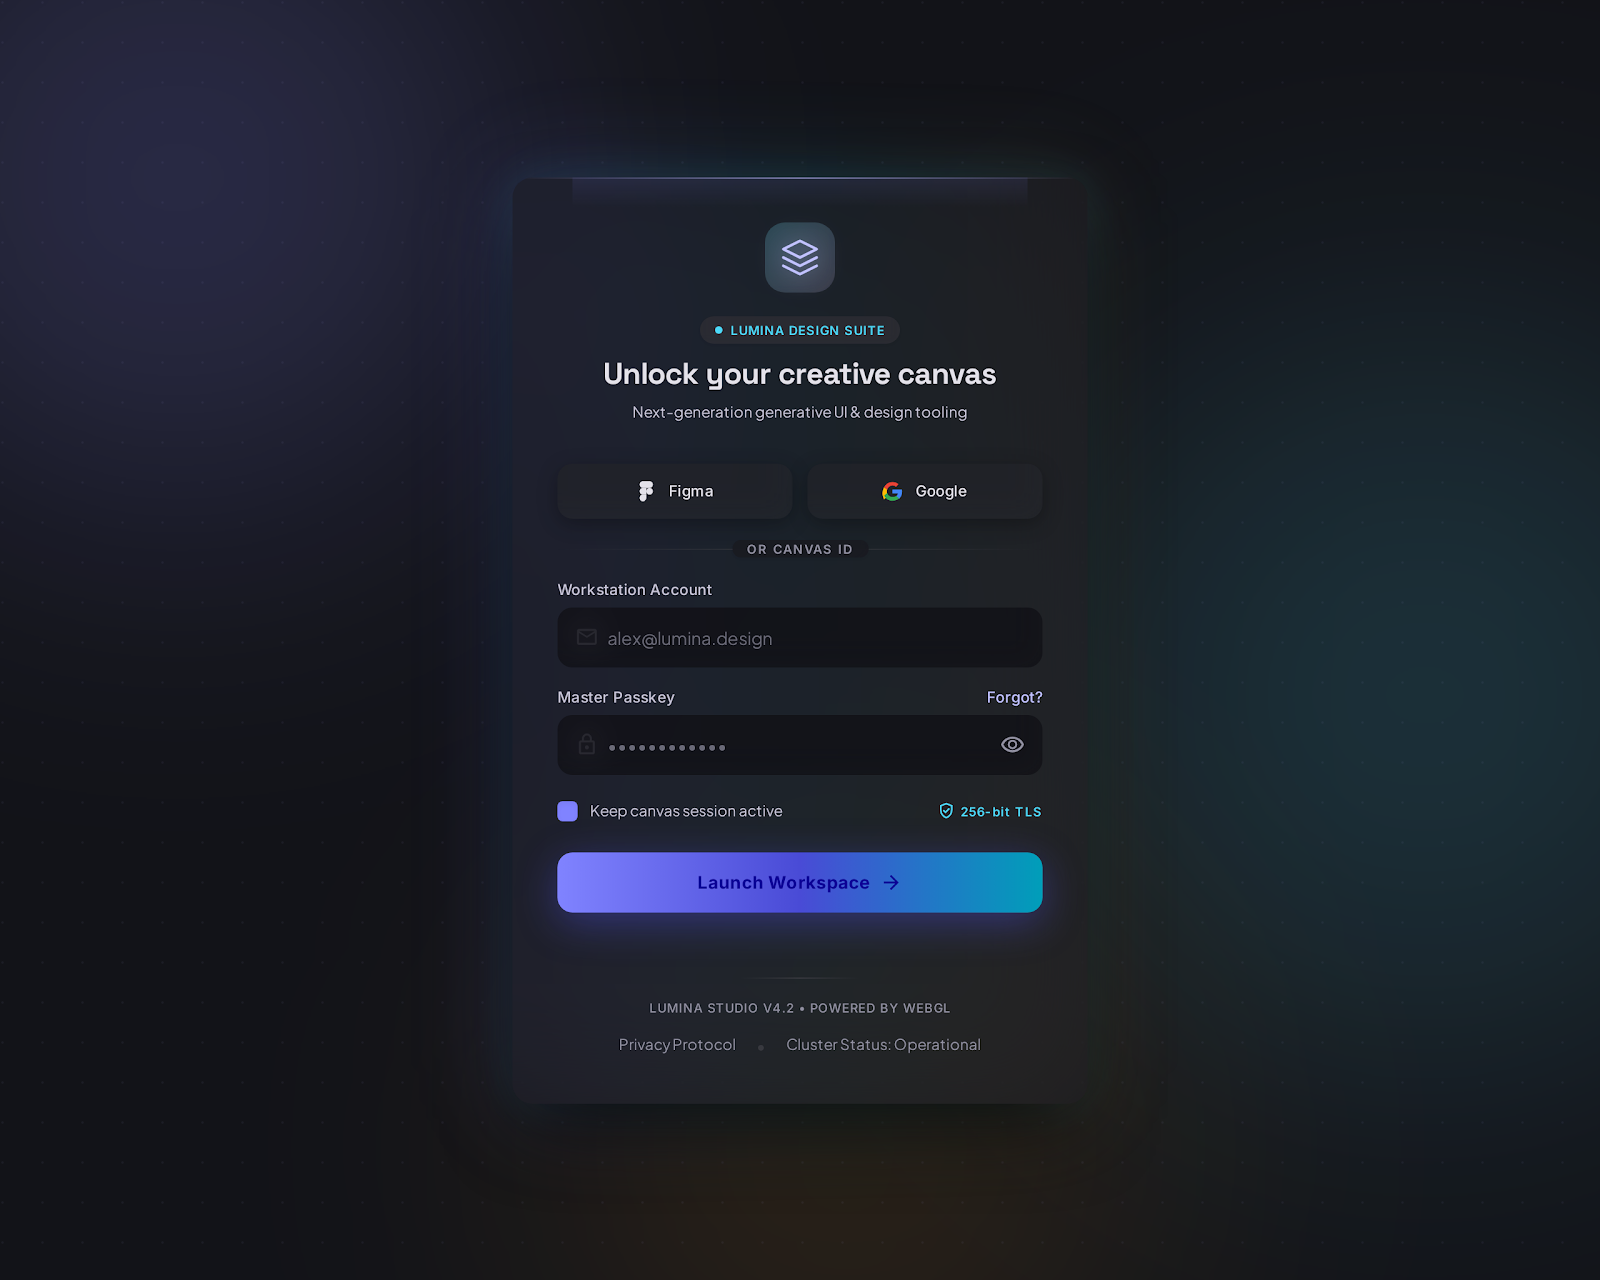 LUMINA DESIGN SUITE
Unlock your creative canvas
Next-generation generative UI & design tooling
Figma
Google
OR CANVAS ID
Workstation Account
alex@lumina.design
Master Passkey
Forgot?
••••••••••••
Keep canvas session active
256-bit TLS
Launch Workspace →
LUMINA STUDIO V4.2 • POWERED BY WEBGL
Privacy Protocol • Cluster Status: Operational